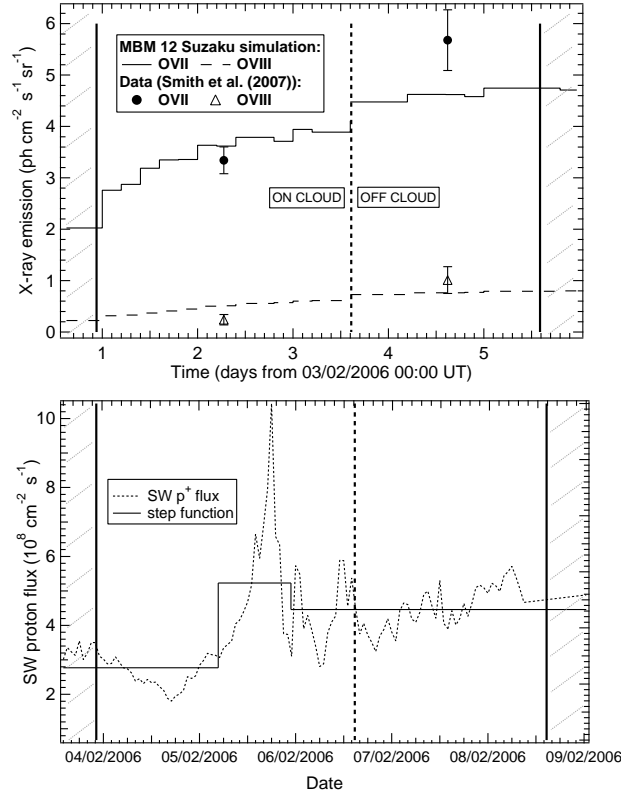 6
5
4
3
2
1
0
X-ray emission (ph cm⁻² s⁻¹ sr⁻¹)
MBM 12 Suzaku simulation:
OVII OVIII
Data (Smith et al. (2007)):
OVII OVIII
ON CLOUD OFF CLOUD
1 2 3 4 5
Time (days from 03/02/2006 00:00 UT)
10
8
6
4
2
SW proton flux (10⁸ cm⁻² s⁻¹)
SW p⁺ flux
step function
04/02/2006 05/02/2006 06/02/2006 07/02/2006 08/02/2006 09/02/2006
Date